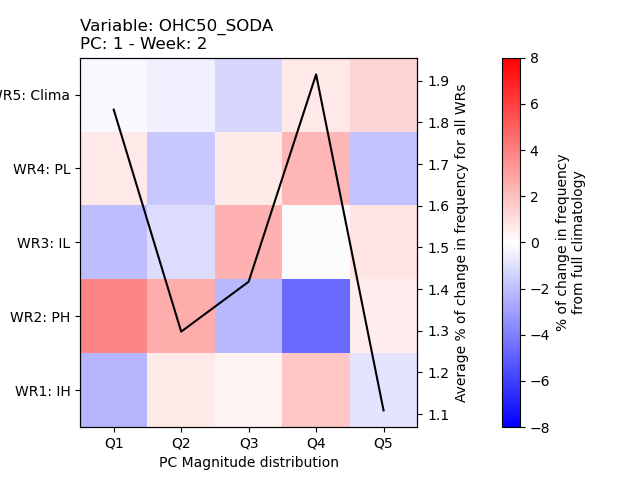 Variable: OHC50_SODA
PC: 1 - Week: 2
WR5: Clima
WR4: PL
WR3: IL
WR2: PH
WR1: IH
Q1 Q2 Q3 Q4 Q5
PC Magnitude distribution
1.9
1.8
1.7
1.6
1.5
1.4
1.3
1.2
1.1
Average % of change in frequency for all WRs
8
6
4
2
0
−2
−4
−6
−8
% of change in frequency
from full climatology